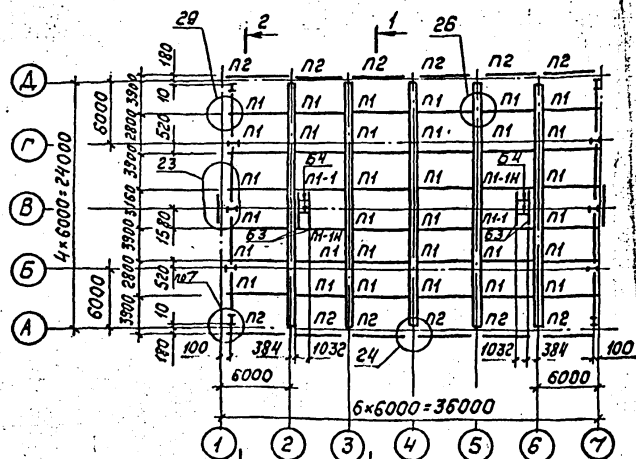 29 2 1 26
180 П2 П2 П2 П2 П2 П2
Д
10 3900
6000 2800 П1 П1 П1 П1 П1 П1
520
Г П1 П1 П1 П1 П1 П1
4×6000=24000
23 3900 Б4 Б4
П1 П1-1 П1 П1 П1-1Н П1
3160
В
1580 П1 П1 П1 П1-1 П1
Б3 П1-1Н Б3
3900 П1 П1 П1 П1 П1 П1
Б
2800 520
6000 П1 П1 П1 П1 П1 П1
3900 10 П2 П2 П2 П2 П2 П2
А
180 100 384 1032 24 1032 384 100
6000 6000
6×6000=36000
1 2 3 4 5 6 7